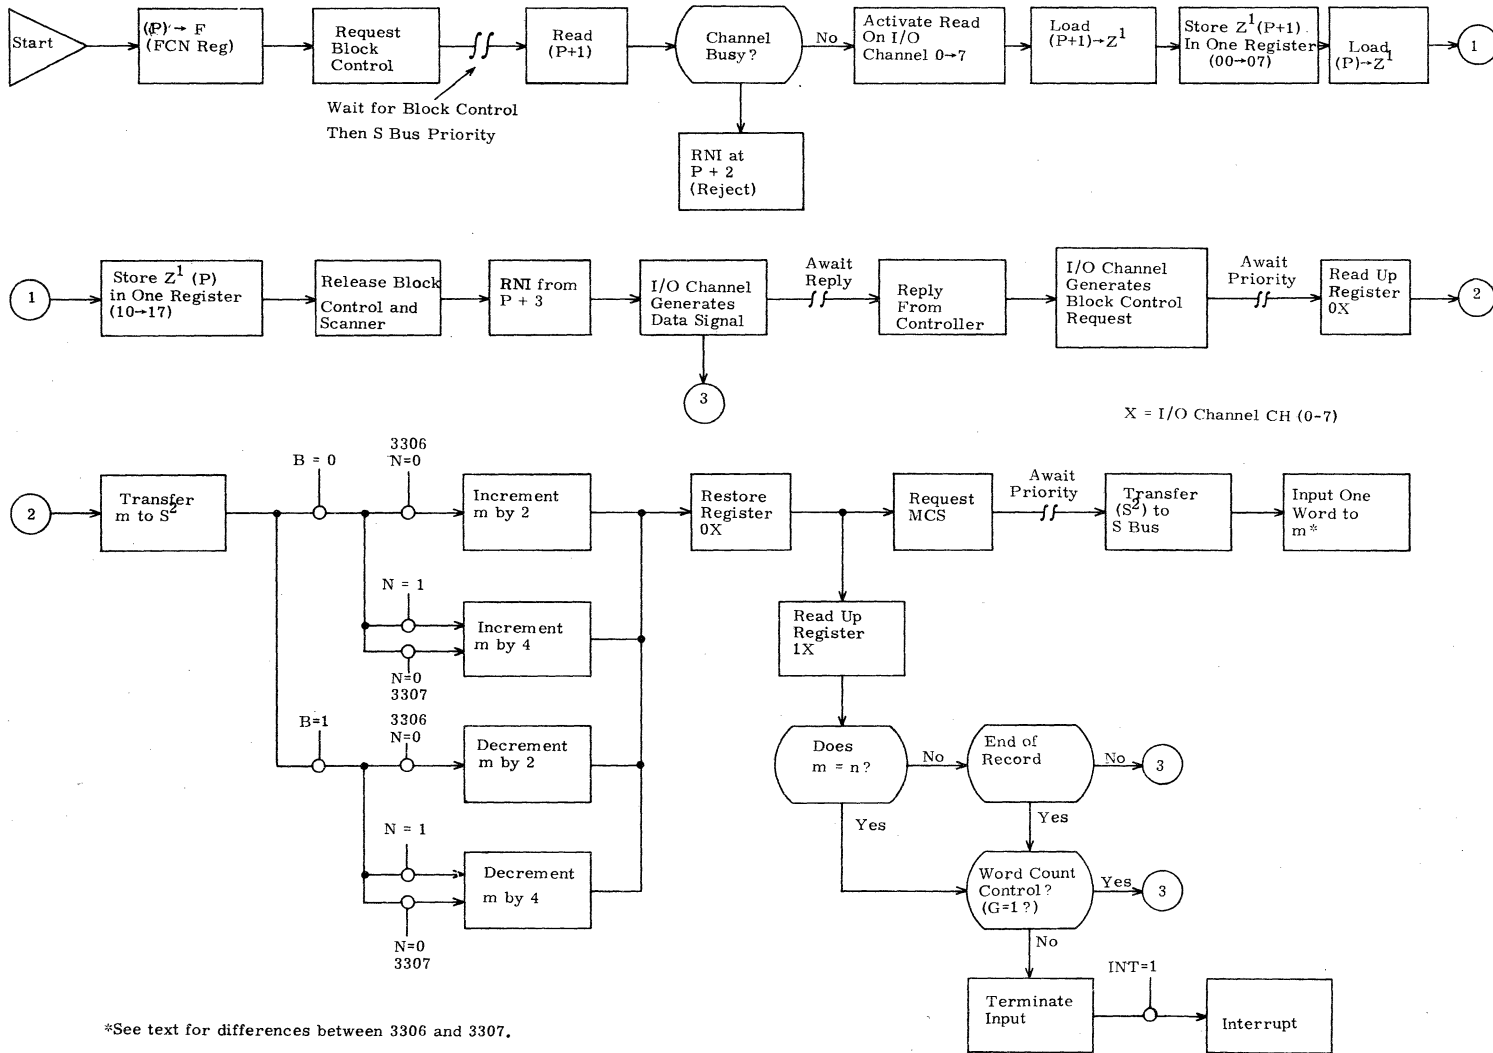 Start
(P) → F
(FCN Reg)
Request
Block
Control
Wait for Block Control
Then S Bus Priority
Read
(P+1)
Channel
Busy?
No
RNI at
P + 2
(Reject)
Activate Read
On I/O
Channel 0→7
Load
(P+1)→Z¹
Store Z¹(P+1)
In One Register
(00→07)
Load
(P)→Z¹
1
1
Store Z¹ (P)
in One Register
(10→17)
Release Block
Control and
Scanner
RNI from
P + 3
I/O Channel
Generates
Data Signal
3
Await
Reply
Reply
From
Controller
I/O Channel
Generates
Block Control
Request
Await
Priority
Read Up
Register
0X
2
X = I/O Channel CH (0-7)
2
Transfer
m to S²
B = 0
3306
N=0
Increment
m by 2
N = 1
Increment
m by 4
N=0
3307
B=1
3306
N=0
Decrement
m by 2
N = 1
Decrement
m by 4
N=0
3307
Restore
Register
0X
Request
MCS
Await
Priority
Transfer
(S²) to
S Bus
Input One
Word to
m*
Read Up
Register
1X
Does
m = n?
No
Yes
End of
Record
No
3
Yes
Word Count
Control?
(G=1?)
Yes
3
No
Terminate
Input
INT=1
Interrupt
*See text for differences between 3306 and 3307.